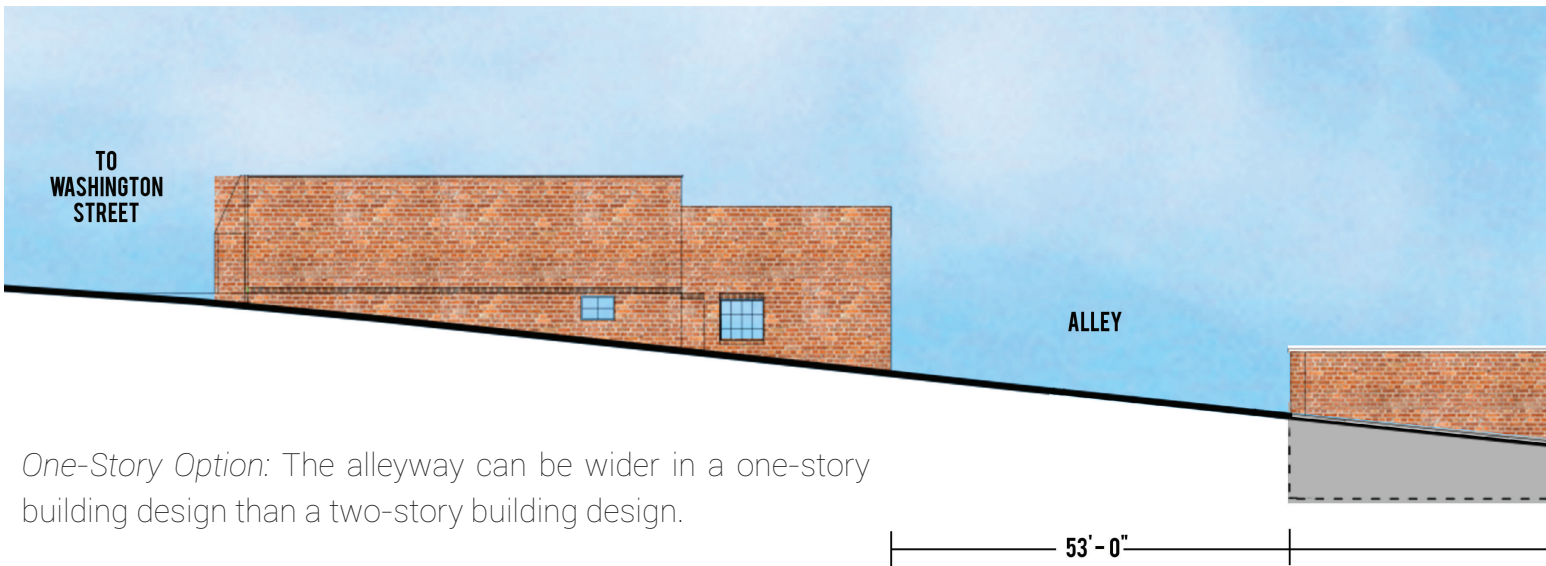 TO
WASHINGTON
STREET
ALLEY
One-Story Option: The alleyway can be wider in a one-story
building design than a two-story building design.
53'-0"